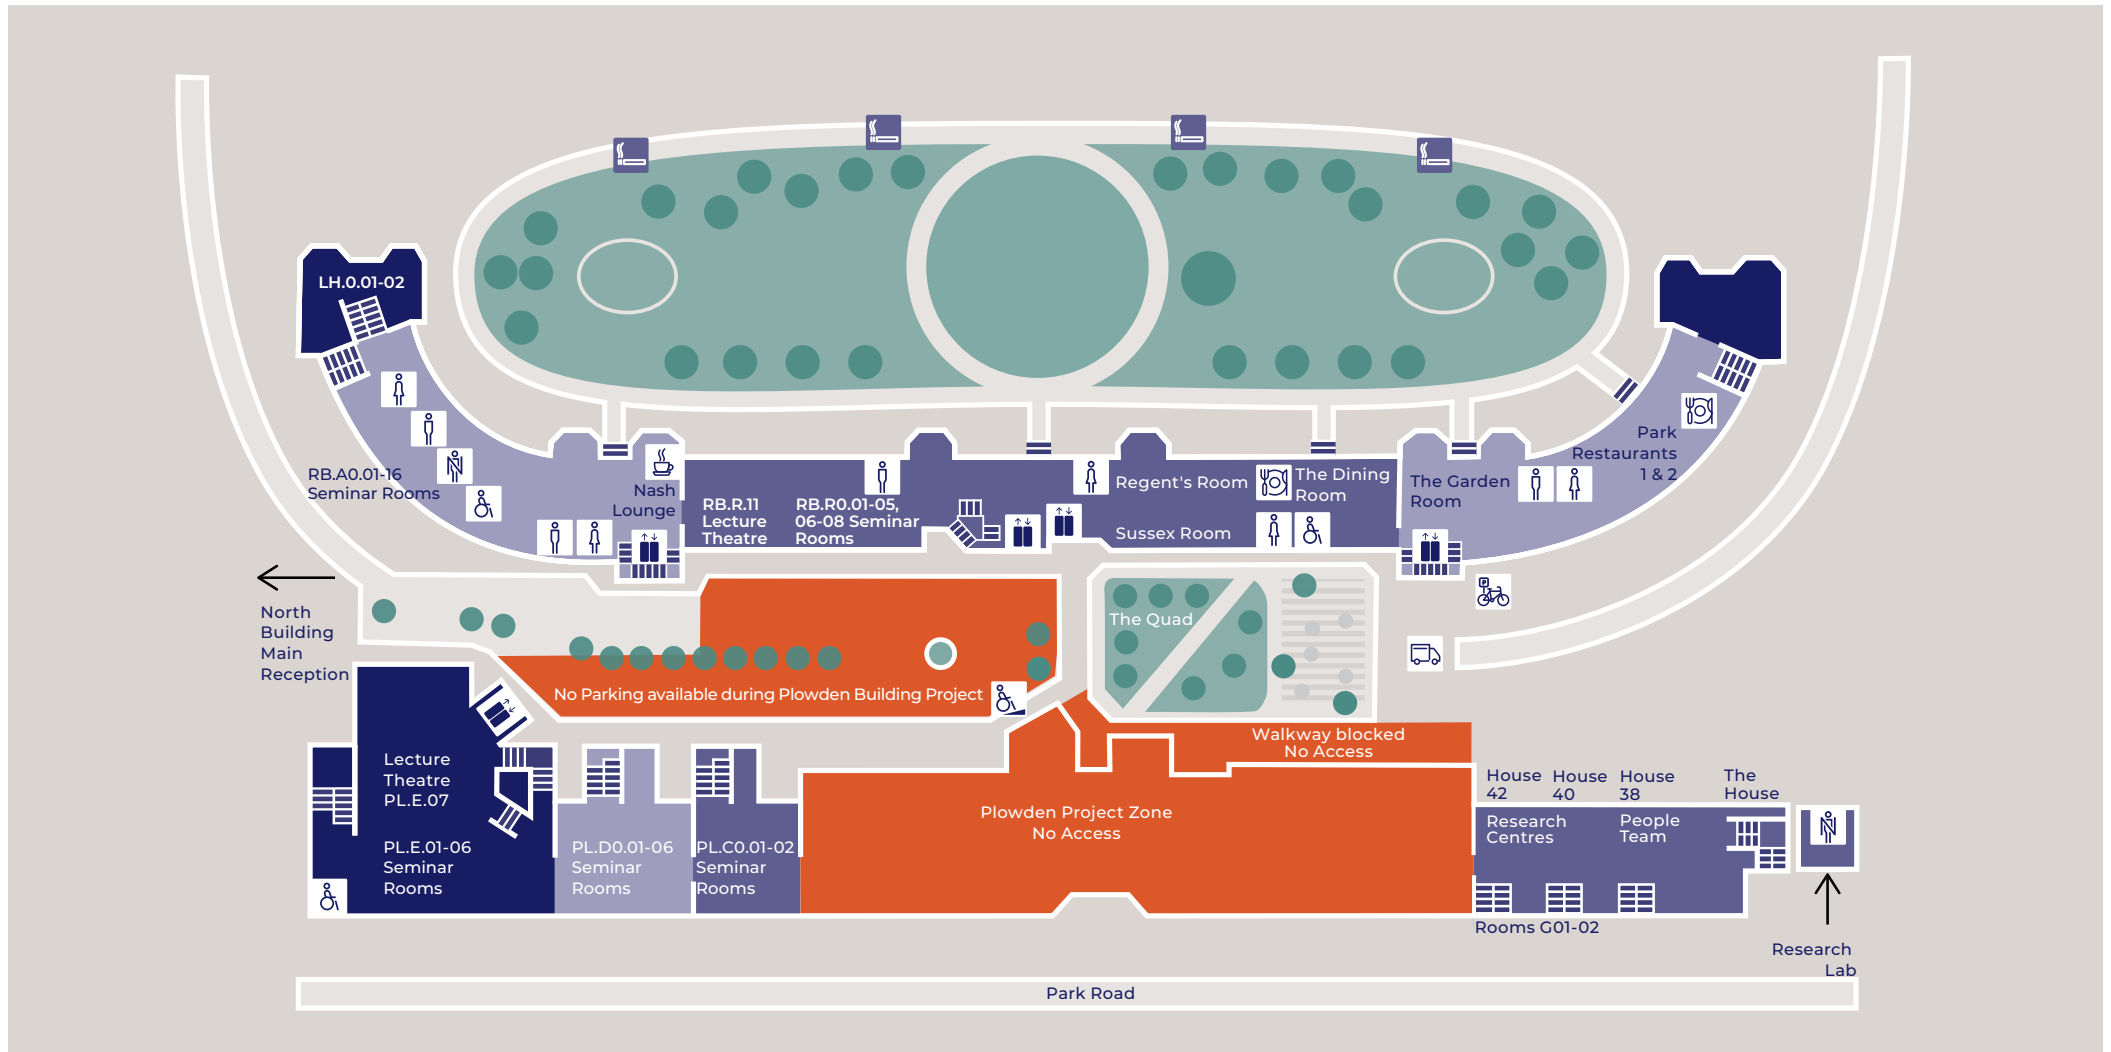 LH.0.01-02
RB.A0.01-16
Seminar Rooms
Nash
Lounge
RB.R.11
Lecture
Theatre
RB.R0.01-05,
06-08 Seminar
Rooms
Regent's Room
Sussex Room
The Dining
Room
The Garden
Room
Park
Restaurants
1 & 2
P
North
Building
Main
Reception
The Quad
No Parking available during Plowden Building Project
Walkway blocked
No Access
Lecture
Theatre
PL.E.07
PL.E.01-06
Seminar
Rooms
PL.D0.01-06
Seminar
Rooms
PL.C0.01-02
Seminar
Rooms
Plowden Project Zone
No Access
House
42
House
40
House
38
The
House
Research
Centres
People
Team
Rooms G01-02
Research
Lab
Park Road